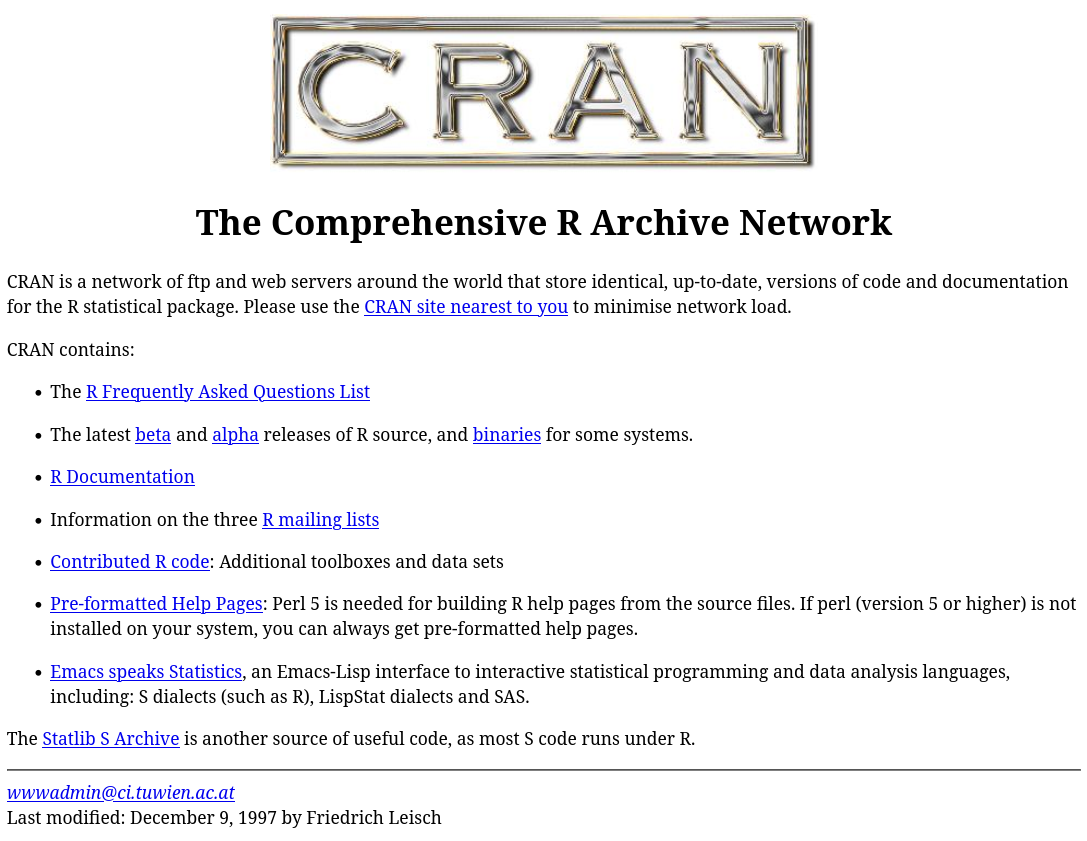 CRAN
The Comprehensive R Archive Network
CRAN is a network of ftp and web servers around the world that store identical, up-to-date, versions of code and documentation
for the R statistical package. Please use the CRAN site nearest to you to minimise network load.
CRAN contains:
• The R Frequently Asked Questions List
• The latest beta and alpha releases of R source, and binaries for some systems.
• R Documentation
• Information on the three R mailing lists
• Contributed R code: Additional toolboxes and data sets
• Pre-formatted Help Pages: Perl 5 is needed for building R help pages from the source files. If perl (version 5 or higher) is not
installed on your system, you can always get pre-formatted help pages.
• Emacs speaks Statistics, an Emacs-Lisp interface to interactive statistical programming and data analysis languages,
including: S dialects (such as R), LispStat dialects and SAS.
The Statlib S Archive is another source of useful code, as most S code runs under R.
wwwadmin@ci.tuwien.ac.at
Last modified: December 9, 1997 by Friedrich Leisch